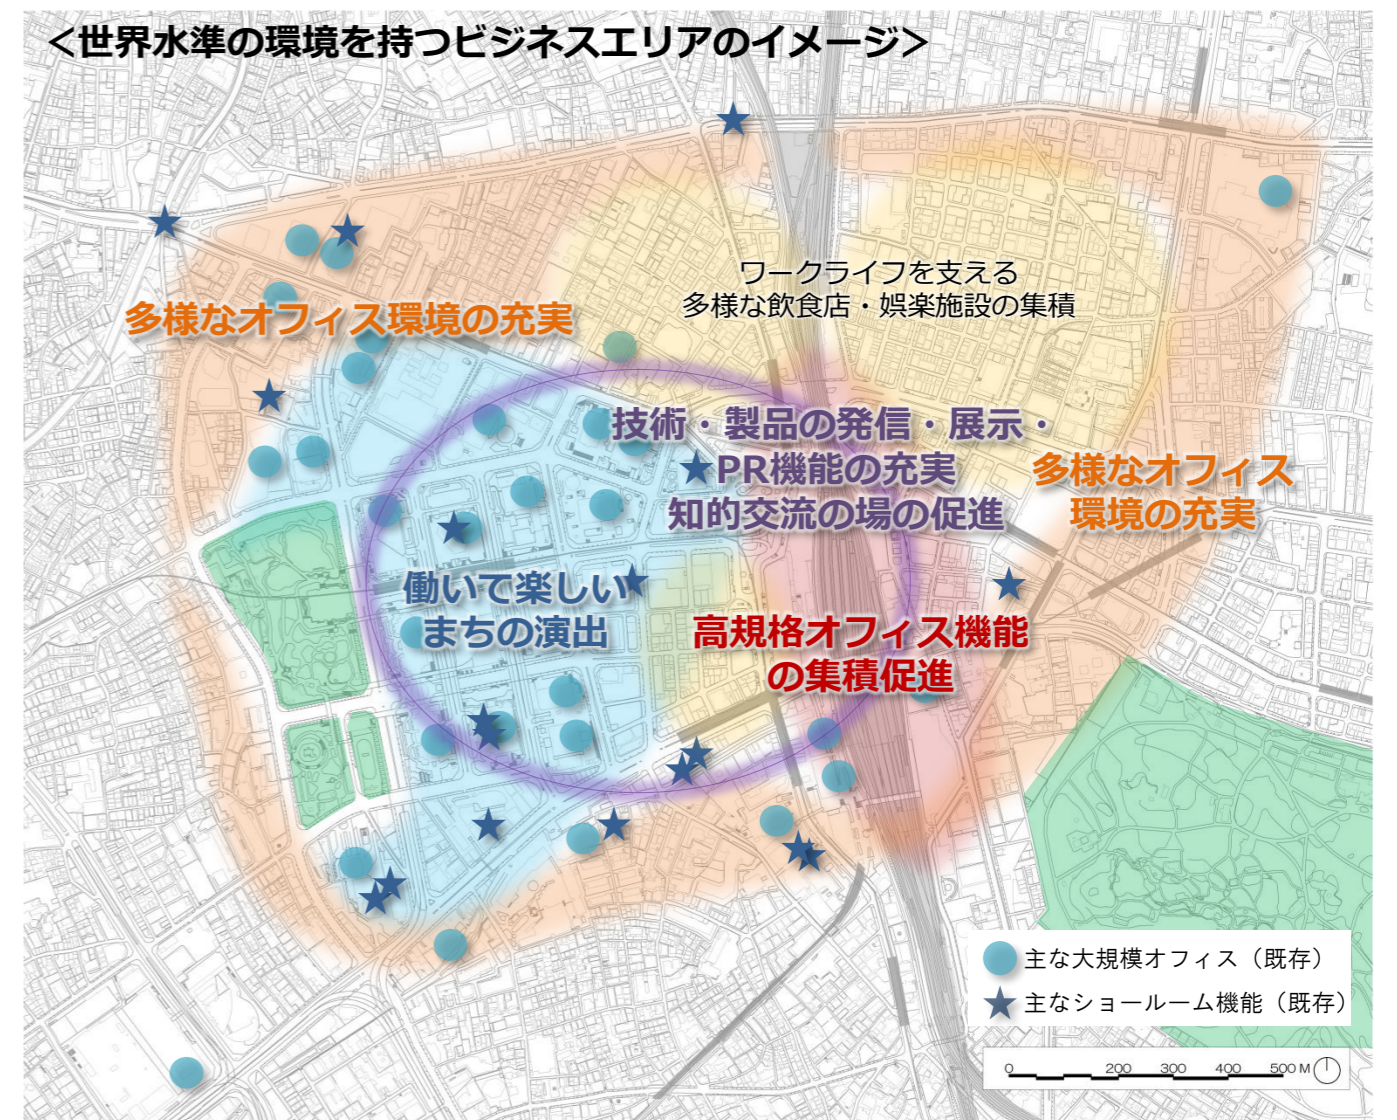 ＜世界水準の環境を持つビジネスエリアのイメージ＞
ワークライフを支える
多様な飲食店・娯楽施設の集積
多様なオフィス環境の充実
技術・製品の発信・展示・
PR機能の充実
知的交流の場の促進
多様なオフィス
環境の充実
働いて楽しい
まちの演出
高規格オフィス機能
の集積促進
主な大規模オフィス（既存）
主なショールーム機能（既存）
0 200 300 400 500 M